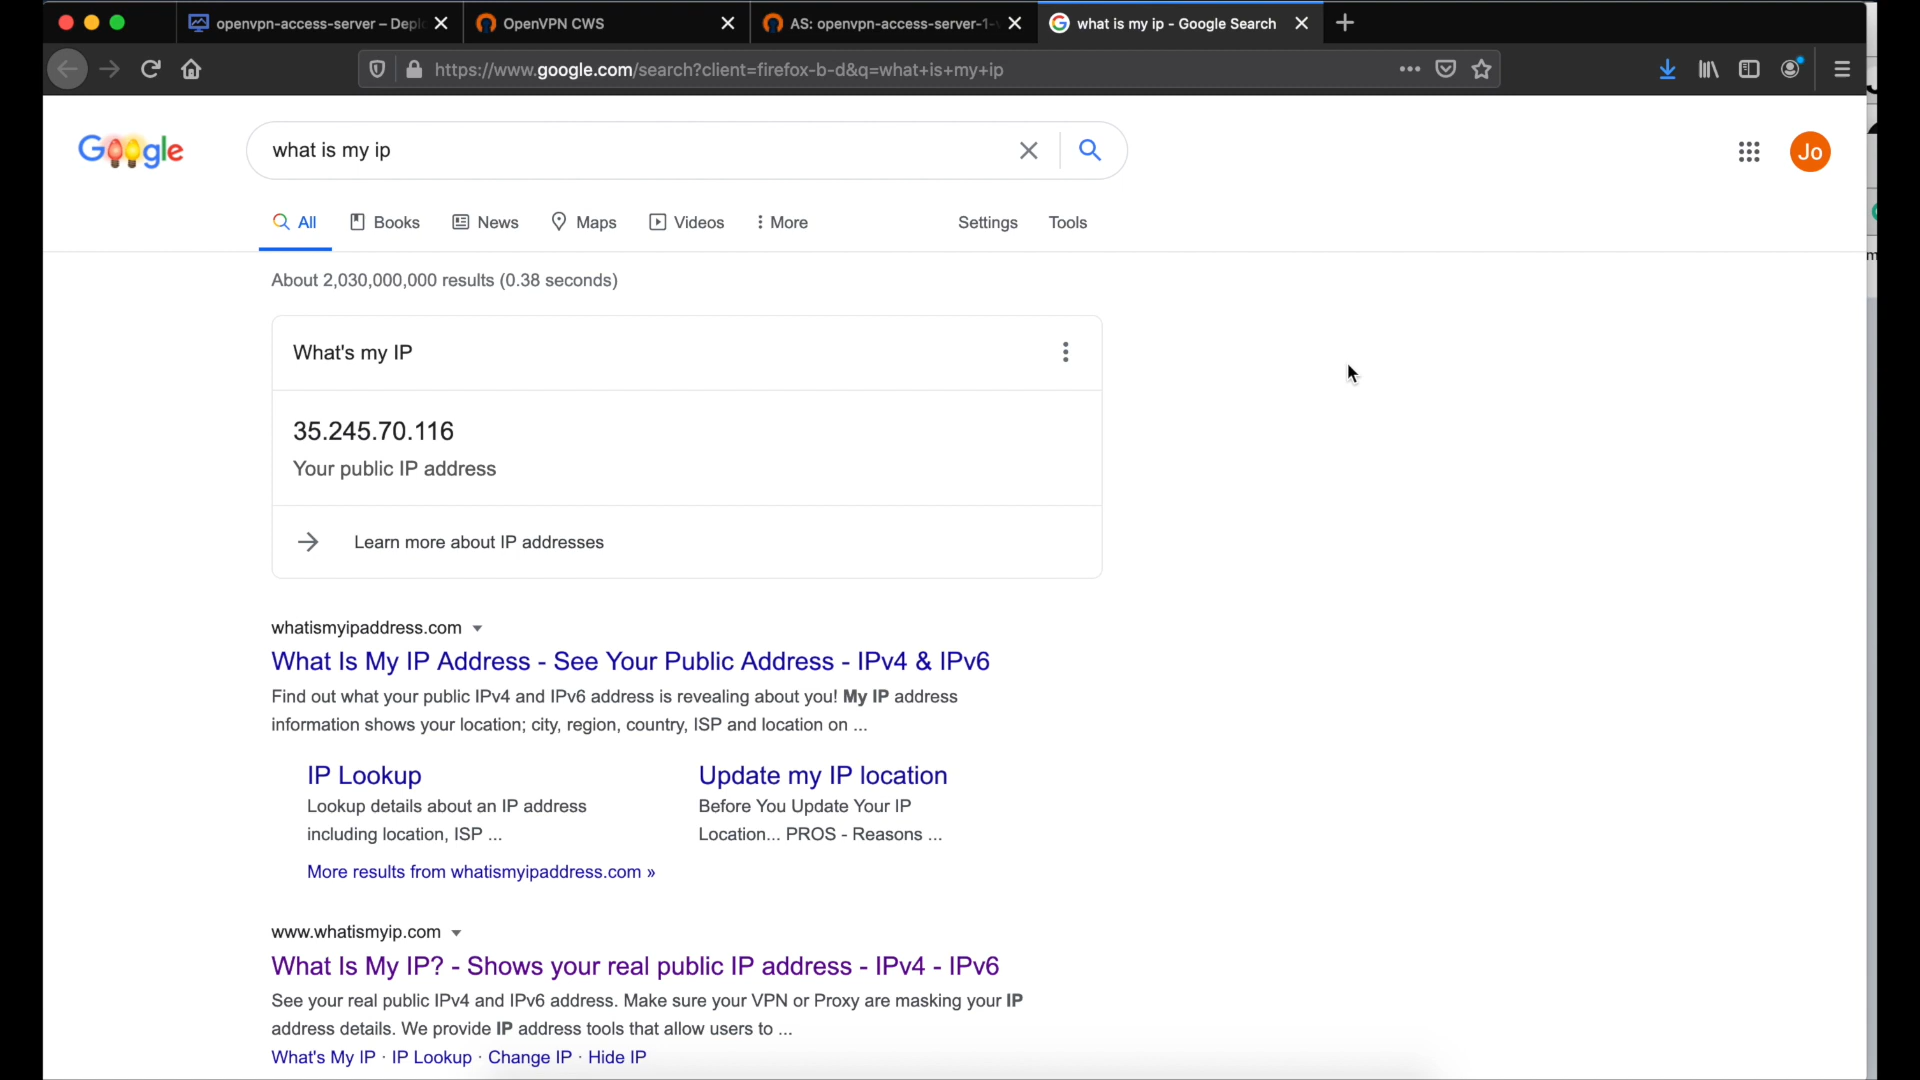 openvpn-access-server – Depl
OpenVPN CWS
AS: openvpn-access-server-1-
what is my ip - Google Search
https://www.google.com/search?client=firefox-b-d&q=what+is+my+ip
Google
what is my ip
Jo
All
Books
News
Maps
Videos
More
Settings
Tools
About 2,030,000,000 results (0.38 seconds)
What's my IP
35.245.70.116
Your public IP address
Learn more about IP addresses
whatismyipaddress.com
What Is My IP Address - See Your Public Address - IPv4 & IPv6
Find out what your public IPv4 and IPv6 address is revealing about you! My IP address
information shows your location; city, region, country, ISP and location on ...
IP Lookup
Lookup details about an IP address
including location, ISP ...
Update my IP location
Before You Update Your IP
Location... PROS - Reasons ...
More results from whatismyipaddress.com »
www.whatismyip.com
What Is My IP? - Shows your real public IP address - IPv4 - IPv6
See your real public IPv4 and IPv6 address. Make sure your VPN or Proxy are masking your IP
address details. We provide IP address tools that allow users to ...
What's My IP · IP Lookup · Change IP · Hide IP